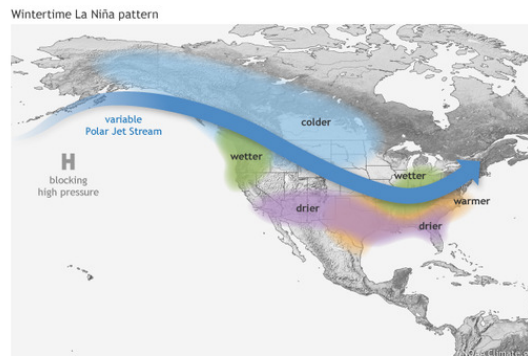 Wintertime La Niña pattern
variable
Polar Jet Stream
colder
H
blocking
high pressure
wetter
wetter
warmer
drier
drier